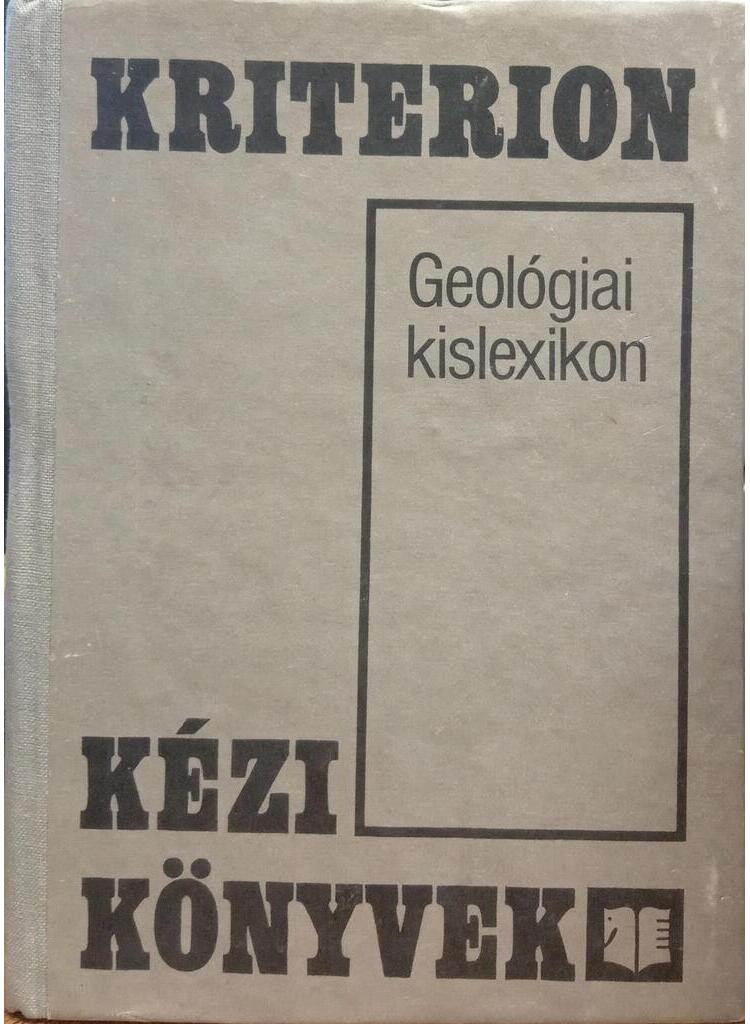 KRITERION
Geológiai
kislexikon
KÉZI
KÖNYVEK